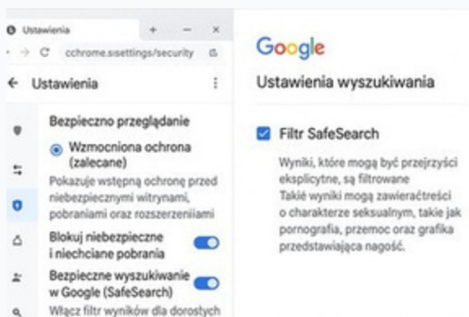 Ustawienia
cchrome.sisettings/security
Ustawienia
Bezpieczno przeglądanie
Wzmocniona ochrona
(zalecane)
Pokazuje wstępną ochronę przed
niebezpiecznymi witrynami,
pobraniami oraz rozszerzeniiami
Blokuj niebezpieczne
i niechciane pobrania
Bezpieczne wyszukiwanie
w Google (SafeSearch)
Włącz filtr wyników dla dorosłych
Google
Ustawienia wyszukiwania
Filtr SafeSearch
Wyniki, które mogą być przejrzyści
eksplicytne, są filtrowane
Takié wyniki mogą zawieraćtreści
o charakterze seksualnym, takie jak
pornografia, przemoc oraz grafika
przedstawiająca nagość.